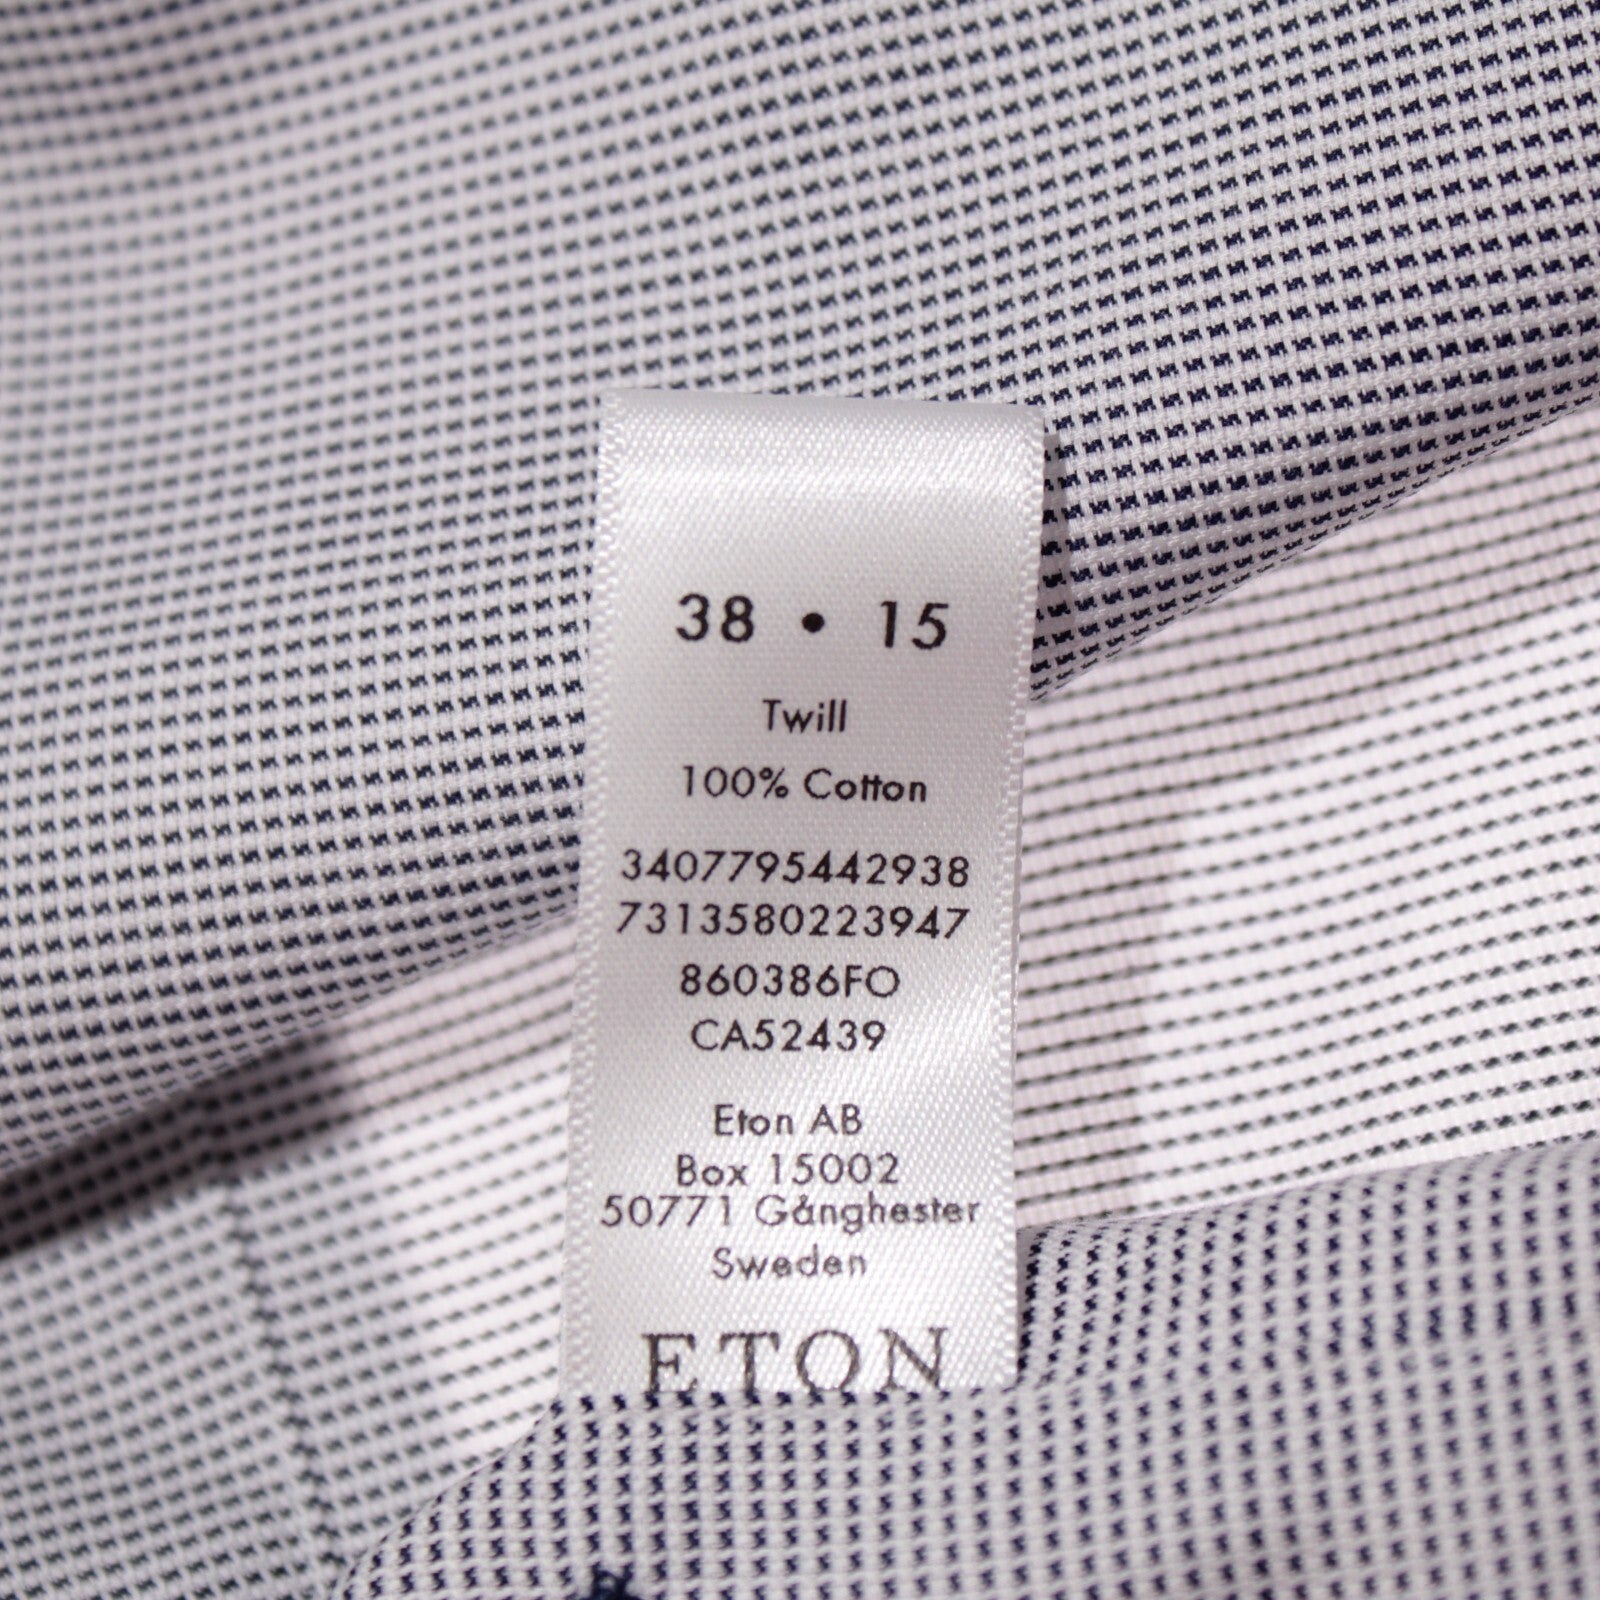 38 • 15
Twill
100% Cotton
3407795442938
7313580223947
860386FO
CA52439
Eton AB
Box 15002
50771 Gånghester
Sweden
ETON